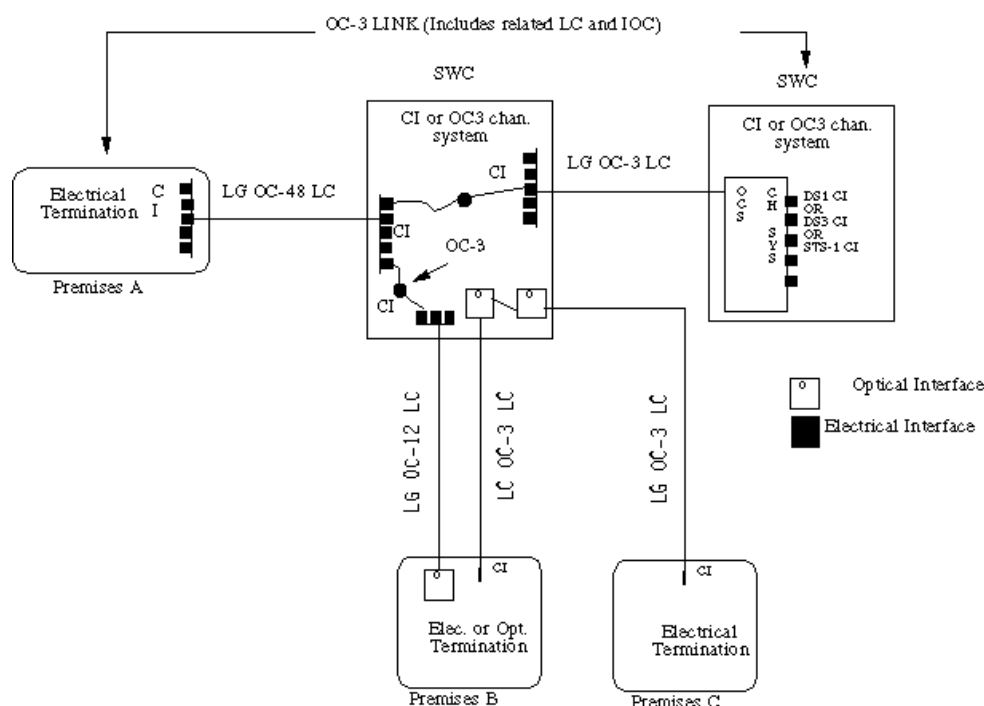 OC-3 LINK (Includes related LC and IOC)
SWC
SWC
CI or OC3 chan.
system
CI or OC3 chan.
system
Electrical
Termination
C
I
LG OC-48 LC
CI
LG OC-3 LC
CI
OC-3
CI
O
C
S
C
H
S
Y
S
DS1 CI
OR
DS3 CI
OR
STS-1 CI
Premises A
Optical Interface
Electrical Interface
LG OC-12 LC
LC OC-3 LC
LG OC-3 LC
CI
Elec. or Opt.
Termination
Premises B
CI
Electrical
Termination
Premises C